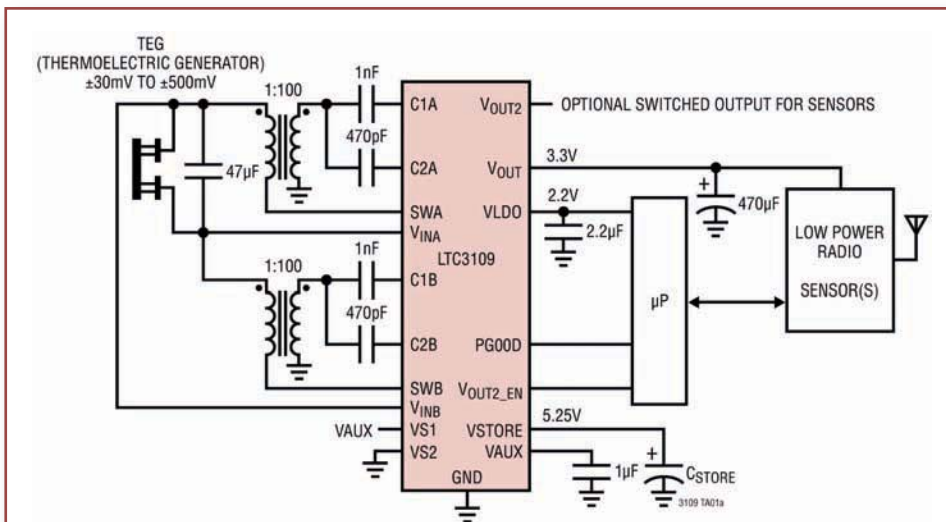 TEG
(THERMOELECTRIC GENERATOR)
±30mV TO ±500mV
1:100
1nF
470pF
47µF
C1A
C2A
SWA
VINA
1nF
1:100
470pF
C1B
C2B
SWB
VINB
VAUX
VS1
VS2
LTC3109
GND
VOUT2
OPTIONAL SWITCHED OUTPUT FOR SENSORS
VOUT
3.3V
VLDO
2.2V
2.2µF
+
470µF
µP
LOW POWER
RADIO
SENSOR(S)
PG00D
VOUT2_EN
VSTORE
5.25V
VAUX
1µF
+
CSTORE
3109 TA01a